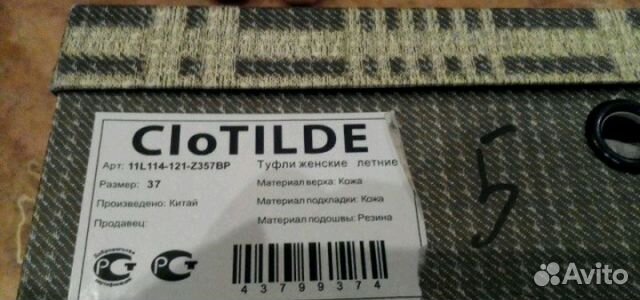 CloTILDE
Арт: 11L114-121-Z357BP Туфли женские летние
Размер: 37 Материал верха: Кожа
Произведено: Китай Материал подкладки: Кожа
Продавец: Материал подошвы: Резина
43799374
5
Avito